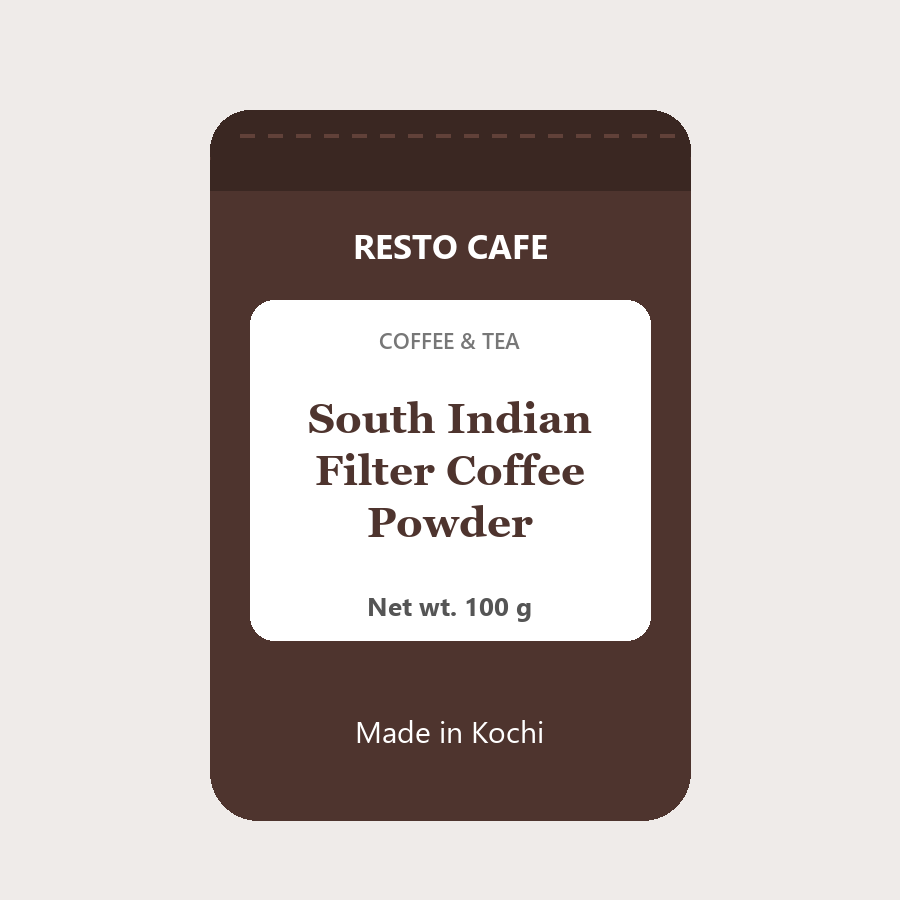 RESTO CAFE
COFFEE & TEA
South Indian
Filter Coffee
Powder
Net wt. 100 g
Made in Kochi